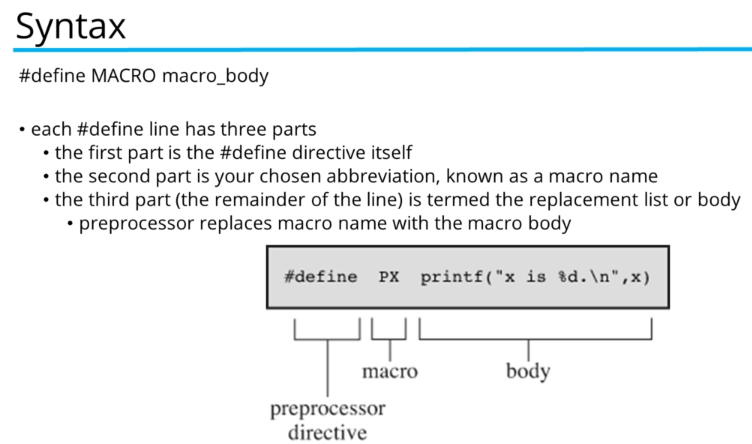 Syntax
#define MACRO macro_body
• each #define line has three parts
• the first part is the #define directive itself
• the second part is your chosen abbreviation, known as a macro name
• the third part (the remainder of the line) is termed the replacement list or body
• preprocessor replaces macro name with the macro body
#define PX printf("x is %d.\n",x)
macro body
preprocessor
directive